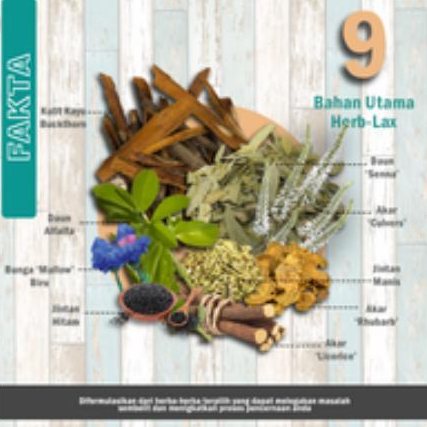 FAKTA
9
Bahan Utama
Herb-Lax
Kulit Kayu
Buckthorn
Daun
'Senna'
Akar
'Culvers'
Daun
Alfalfa
Bunga 'Mallow'
Biru
Jintan
Manis
Jintan
Hitam
Akar
'Rhubarb'
Akar
'Licorice'
Diformulasikan dari herba-herba terpilih yang dapat melegakan masalah
sembelit dan meningkatkan proses pencernaan anda